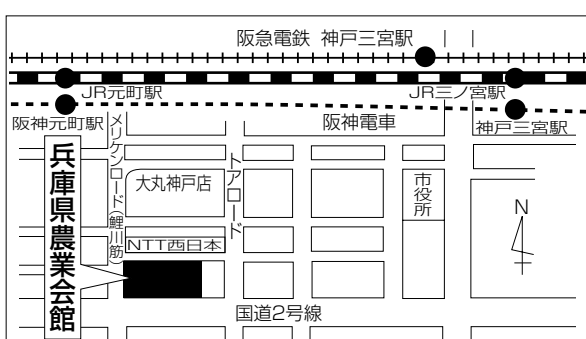 阪急電鉄 神戸三宮駅
JR元町駅
JR三ノ宮駅
阪神元町駅
阪神電車
神戸三宮駅
メリケンロード(鯉川筋)
トアロード
大丸神戸店
市役所
N
兵庫県農業会館
NTT西日本
国道2号線